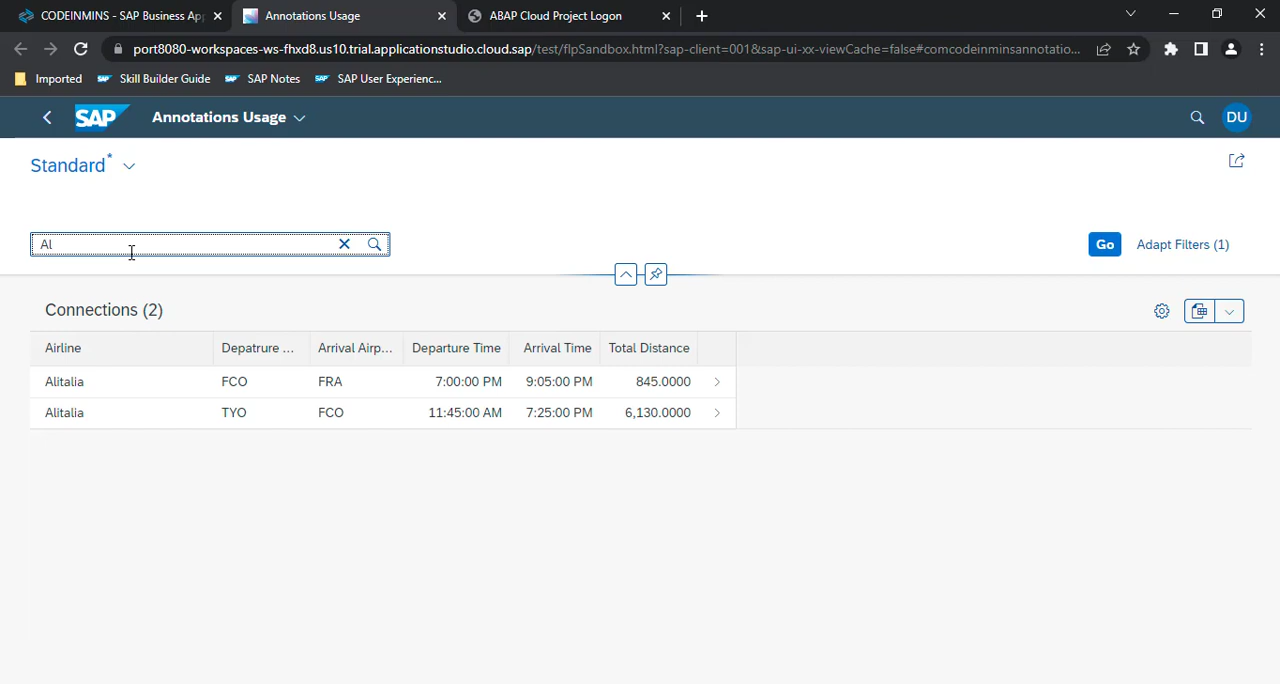 CODEINMINS - SAP Business Ap
Annotations Usage
ABAP Cloud Project Logon
port8080-workspaces-ws-fhxd8.us10.trial.applicationstudio.cloud.sap/test/flpSandbox.html?sap-client=001&sap-ui-xx-viewCache=false#comcodeinminsannotatio...
Imported
SAP Skill Builder Guide
SAP SAP Notes
SAP SAP User Experienc...
SAP
Annotations Usage
DU
Standard*
Al
Go
Adapt Filters (1)
Connections (2)
Airline Depatrure ... Arrival Airp... Departure Time Arrival Time Total Distance
Alitalia FCO FRA 7:00:00 PM 9:05:00 PM 845.0000
Alitalia TYO FCO 11:45:00 AM 7:25:00 PM 6,130.0000